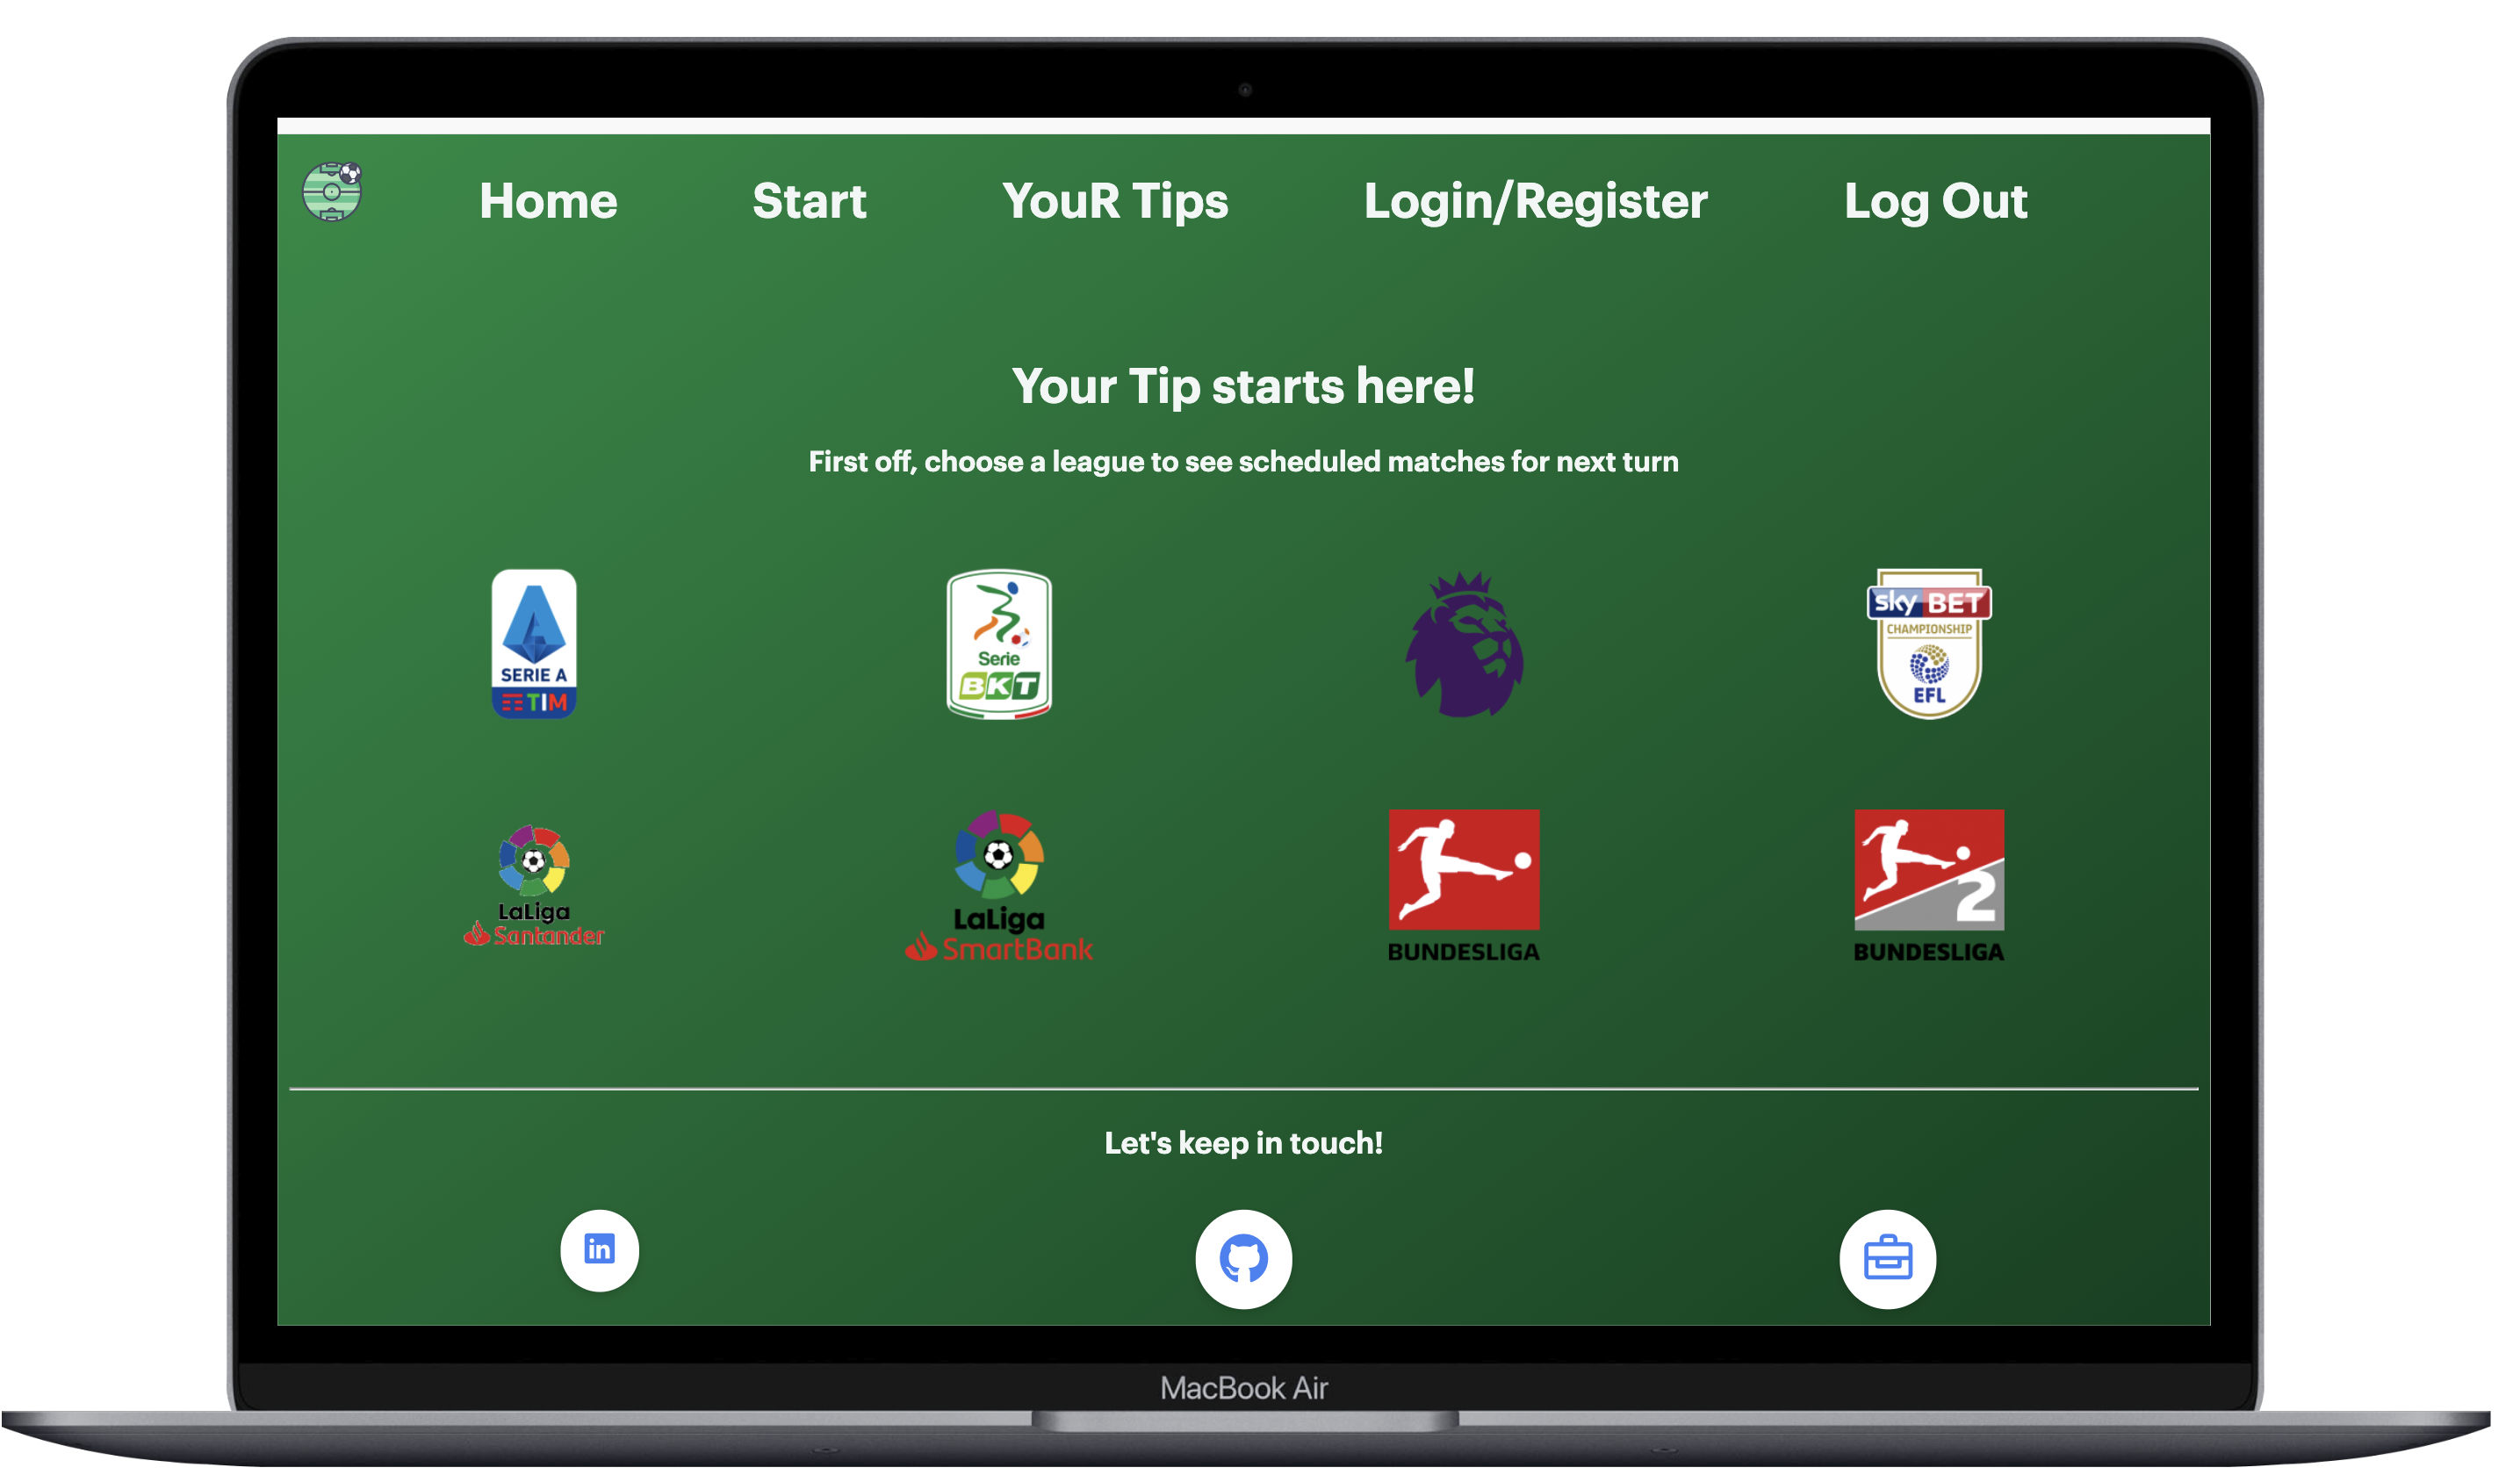 Home Start YouR Tips Login/Register Log Out
Your Tip starts here!
First off, choose a league to see scheduled matches for next turn
SERIE A
TIM
Serie
BKT
sky BET
CHAMPIONSHIP
EFL
LaLiga
Santander
LaLiga
SmartBank
BUNDESLIGA
2
BUNDESLIGA
Let's keep in touch!
in
MacBook Air